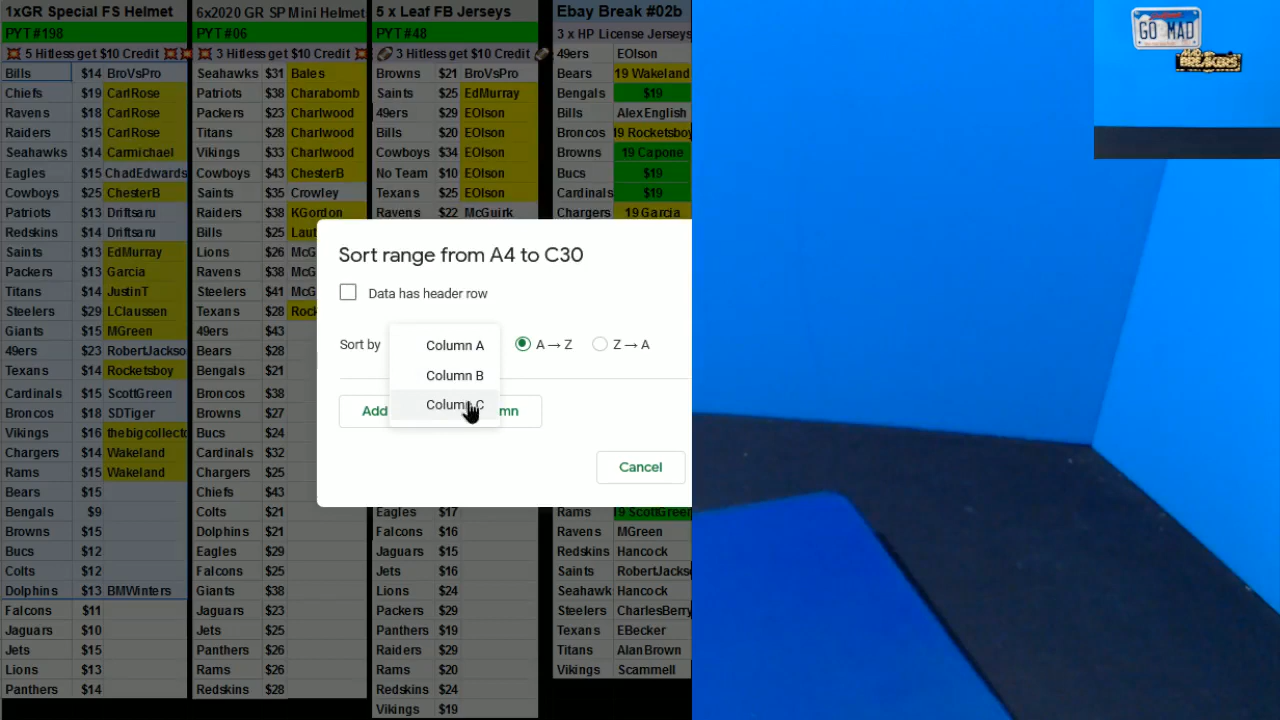 1xGR Special FS Helmet
PYT #198
5 Hitless get $10 Credit
Bills $14 BroVsPro
Chiefs $19 CarlRose
Ravens $18 CarlRose
Raiders $15 CarlRose
Seahawks $14 Carmichael
Eagles $15 ChadEdwards
Cowboys $25 ChesterB
Patriots $13 Driftsaru
Redskins $14 Driftsaru
Saints $13 EdMurray
Packers $13 Garcia
Titans $14 JustinT
Steelers $29 LClaussen
Giants $15 MGreen
49ers $23 RobertJackso
Texans $14 Rocketsboy
Cardinals $15 ScottGreen
Broncos $18 SDTiger
Vikings $16 thebigcollecto
Chargers $14 Wakeland
Rams $15 Wakeland
Bears $15
Bengals $9
Browns $15
Bucs $12
Colts $12
Dolphins $13 BMWinters
Falcons $11
Jaguars $10
Jets $15
Lions $13
Panthers $14
6x2020 GR SP Mini Helmet
PYT #06
3 Hitless get $10 Credit
Seahawks $31 Bales
Patriots $38 Charabomb
Packers $23 Charlwood
Titans $28 Charlwood
Vikings $33 Charlwood
Cowboys $43 ChesterB
Saints $35 Crowley
Raiders $38 KGordon
Bills $25 Laut
Lions $26 McG
Ravens $38 McG
Steelers $41 McG
Texans $28 Rock
49ers $43
Bears $28
Bengals $21
Broncos $38
Browns $27
Bucs $24
Cardinals $32
Chargers $25
Chiefs $43
Colts $21
Dolphins $21
Eagles $29
Falcons $25
Giants $38
Jaguars $23
Jets $25
Panthers $26
Rams $26
Redskins $28
5 x Leaf FB Jerseys
PYT #48
3 Hitless get $10 Credit
Browns $21 BroVsPro
Saints $25 EdMurray
49ers $29 EOlson
Bills $20 EOlson
Cowboys $34 EOlson
No Team $10 EOlson
Texans $25 EOlson
Ravens $22 McGuirk
Eagles $17
Falcons $16
Jaguars $15
Jets $16
Lions $24
Packers $29
Panthers $19
Raiders $29
Rams $20
Redskins $24
Vikings $19
Ebay Break #02b
3 x HP License Jerseys
49ers EOlson
Bears 19 Wakeland
Bengals $19
Bills AlexEnglish
Broncos 19 Rocketsboy
Browns 19 Capone
Bucs $19
Cardinals $19
Chargers 19 Garcia
Rams 19 ScottGreen
Ravens MGreen
Redskins Hancock
Saints RobertJackso
Seahawk Hancock
Steelers CharlesBerry
Texans EBecker
Titans AlanBrown
Vikings Scammell
Sort range from A4 to C30
Data has header row
Sort by
Column A
Column B
Column C
A → Z
Z → A
Add
mn
Cancel
GO MAD
MAD
BREAKERS